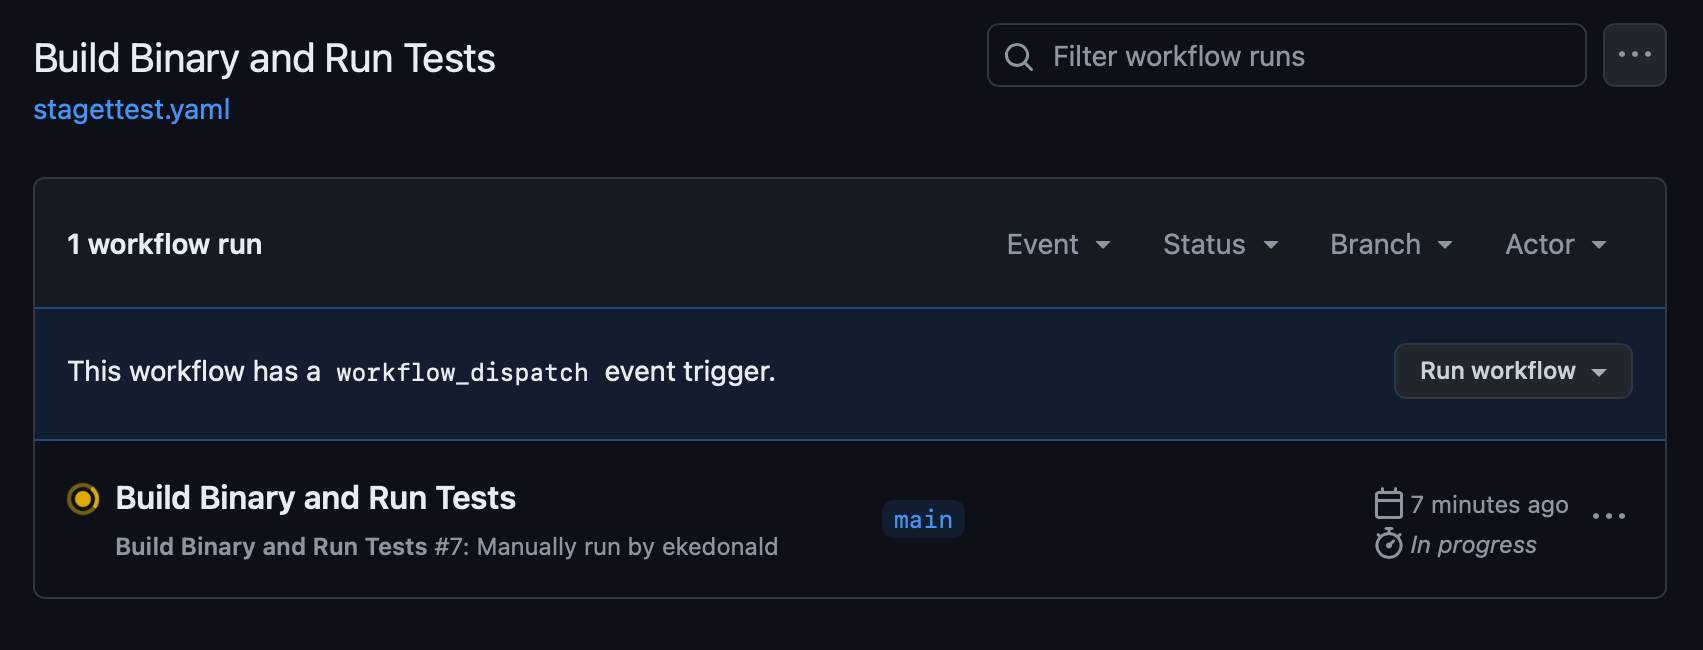 Build Binary and Run Tests
stagettest.yaml
Filter workflow runs
1 workflow run
Event
Status
Branch
Actor
This workflow has a workflow_dispatch event trigger.
Run workflow
Build Binary and Run Tests
Build Binary and Run Tests #7: Manually run by ekedonald
main
7 minutes ago
In progress